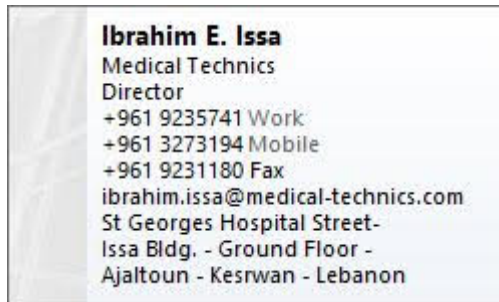 Ibrahim E. Issa
Medical Technics
Director
+961 9235741 Work
+961 3273194 Mobile
+961 9231180 Fax
ibrahim.issa@medical-technics.com
St Georges Hospital Street-
Issa Bldg. - Ground Floor -
Ajaltoun - Kesrwan - Lebanon